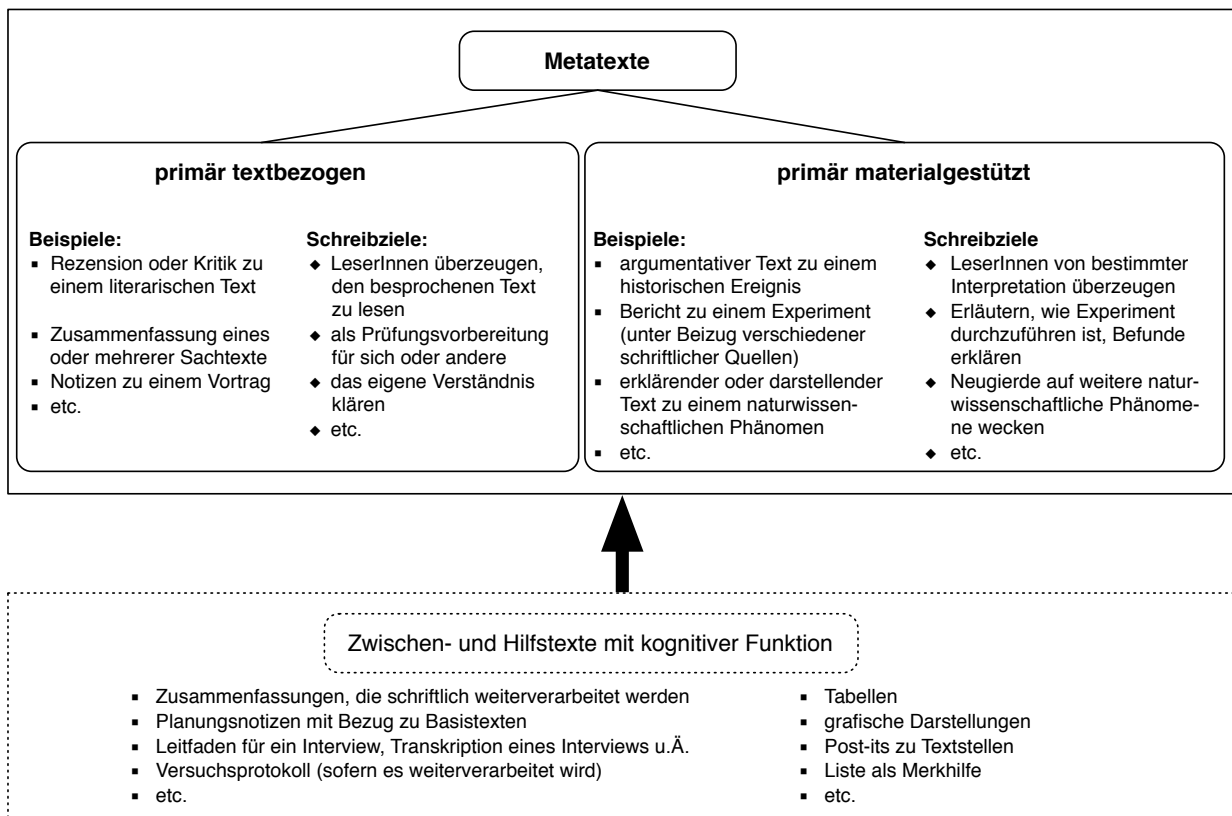 Metatexte
primär textbezogen
Beispiele:
▪ Rezension oder Kritik zu
einem literarischen Text
▪ Zusammenfassung eines
oder mehrerer Sachtexte
▪ Notizen zu einem Vortrag
▪ etc.
Schreibziele:
◆ LeserInnen überzeugen,
den besprochenen Text
zu lesen
◆ als Prüfungsvorbereitung
für sich oder andere
◆ das eigene Verständnis
klären
◆ etc.
primär materialgestützt
Beispiele:
▪ argumentativer Text zu einem
historischen Ereignis
▪ Bericht zu einem Experiment
(unter Beizug verschiedener
schriftlicher Quellen)
▪ erklärender oder darstellender
Text zu einem naturwissen-
schaftlichen Phänomen
▪ etc.
Schreibziele
◆ LeserInnen von bestimmter
Interpretation überzeugen
◆ Erläutern, wie Experiment
durchzuführen ist, Befunde
erklären
◆ Neugierde auf weitere natur-
wissenschaftliche Phänome-
ne wecken
◆ etc.
Zwischen- und Hilfstexte mit kognitiver Funktion
▪ Zusammenfassungen, die schriftlich weiterverarbeitet werden
▪ Planungsnotizen mit Bezug zu Basistexten
▪ Leitfaden für ein Interview, Transkription eines Interviews u.Ä.
▪ Versuchsprotokoll (sofern es weiterverarbeitet wird)
▪ etc.
▪ Tabellen
▪ grafische Darstellungen
▪ Post-its zu Textstellen
▪ Liste als Merkhilfe
▪ etc.